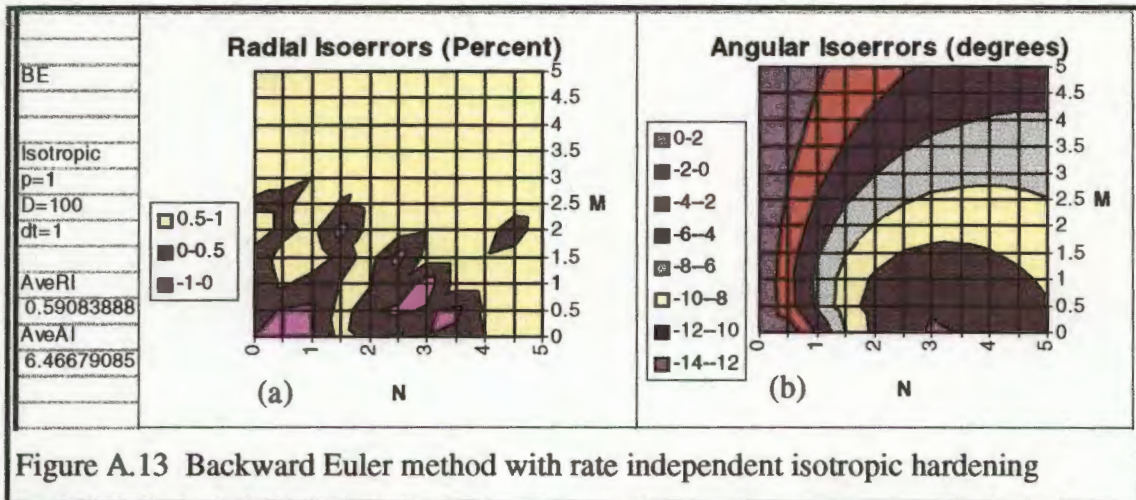 BE
Isotropic
p=1
D=100
dt=1
AveRI
0.59083888
AveAI
6.46679085
Radial Isoerrors (Percent)
0.5-1
0-0.5
-1-0
5
4.5
4
3.5
3
2.5
2
1.5
1
0.5
0
M
0
1
2
3
4
5
(a)
N
Angular Isoerrors (degrees)
0-2
-2-0
-4--2
-6--4
-8--6
-10--8
-12--10
-14--12
5
4.5
4
3.5
3
2.5
2
1.5
1
0.5
0
M
0
1
2
3
4
5
(b)
N
Figure A.13 Backward Euler method with rate independent isotropic hardening